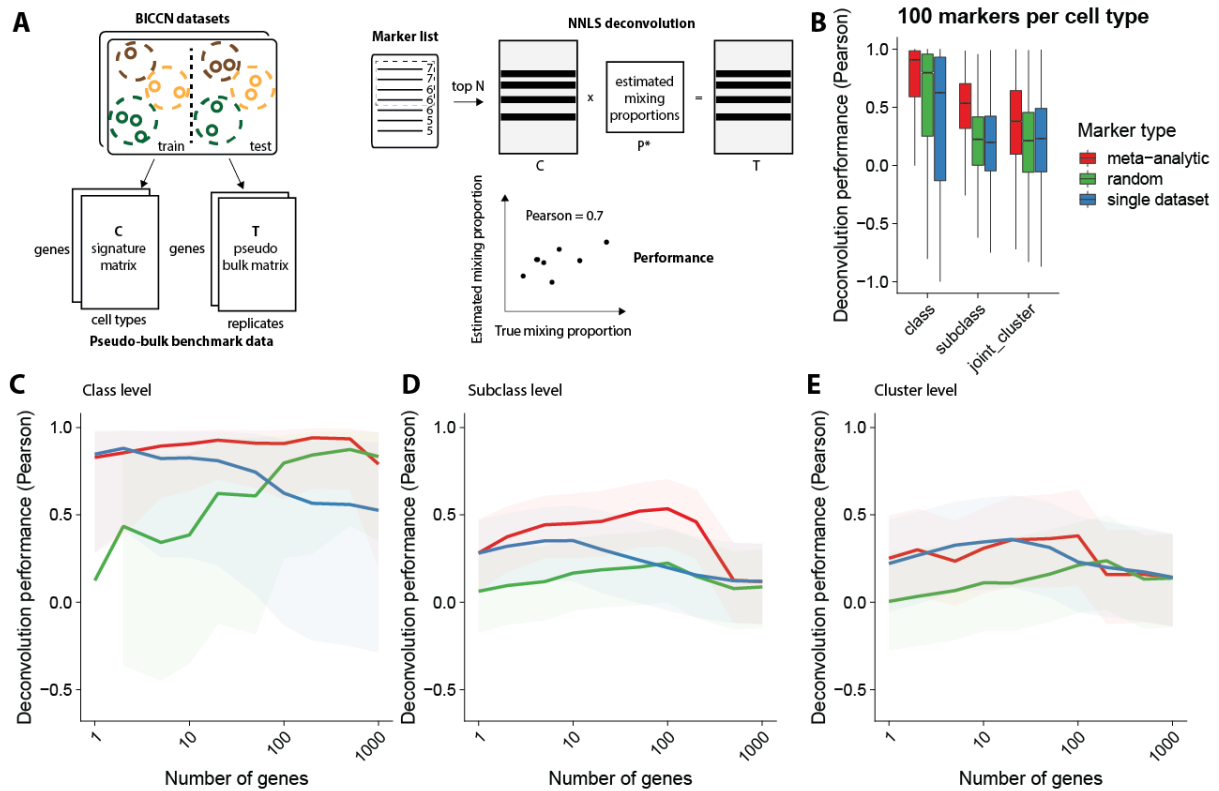 A
BICCN datasets
train
test
genes
C
signature
matrix
cell types
genes
T
pseudo
bulk matrix
replicates
Pseudo-bulk benchmark data
Marker list
7
7
6
6
6
5
5
top N
NNLS deconvolution
C
x
estimated
mixing
proportions
P*
=
T
Estimated mixing proportion
Pearson = 0.7
Performance
True mixing proportion
B
100 markers per cell type
Deconvolution performance (Pearson)
1.0
0.5
0.0
−0.5
−1.0
class
subclass
joint_cluster
Marker type
meta−analytic
random
single dataset
C
Class level
Deconvolution performance (Pearson)
1.0
0.5
0.0
−0.5
1
10
100
1000
Number of genes
D
Subclass level
Deconvolution performance (Pearson)
1.0
0.5
0.0
−0.5
1
10
100
1000
Number of genes
E
Cluster level
Deconvolution performance (Pearson)
1.0
0.5
0.0
−0.5
1
10
100
1000
Number of genes